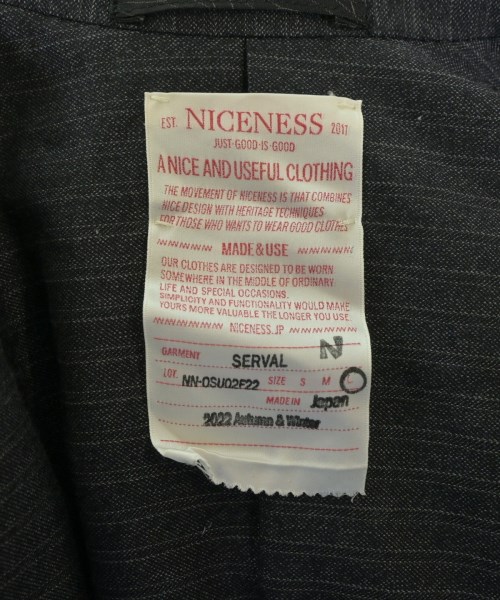 EST. NICENESS 2017
JUST·GOOD·IS·GOOD
A NICE AND USEFUL CLOTHING
THE MOVEMENT OF NICENESS IS THAT COMBINES
NICE DESIGN WITH HERITAGE TECHNIQUES
FOR THOSE WHO WANTS TO WEAR GOOD CLOTHES
MADE & USE
OUR CLOTHES ARE DESIGNED TO BE WORN
SOMEWHERE IN THE MIDDLE OF ORDINARY
LIFE AND SPECIAL OCCASIONS.
SIMPLICITY AND FUNCTIONALITY WOULD MAKE
YOURS MORE VALUABLE THE LONGER YOU USE.
NICENESS.JP
N
GARMENT SERVAL
LOT. NN-OSU02F22 SIZE S M L
MADE IN Japan
2022 Autumn & Winter